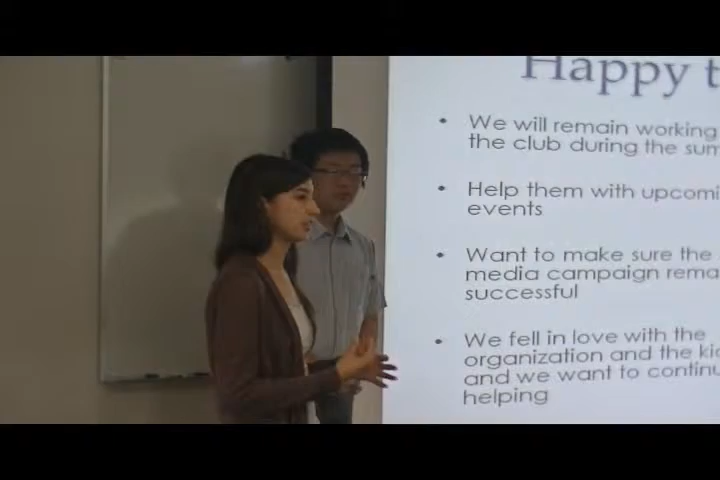 Happy t
• We will remain working
the club during the sum
• Help them with upcomi
events
• Want to make sure the
media campaign rema
successful
• We fell in love with the
organization and the kid
and we want to continu
helping